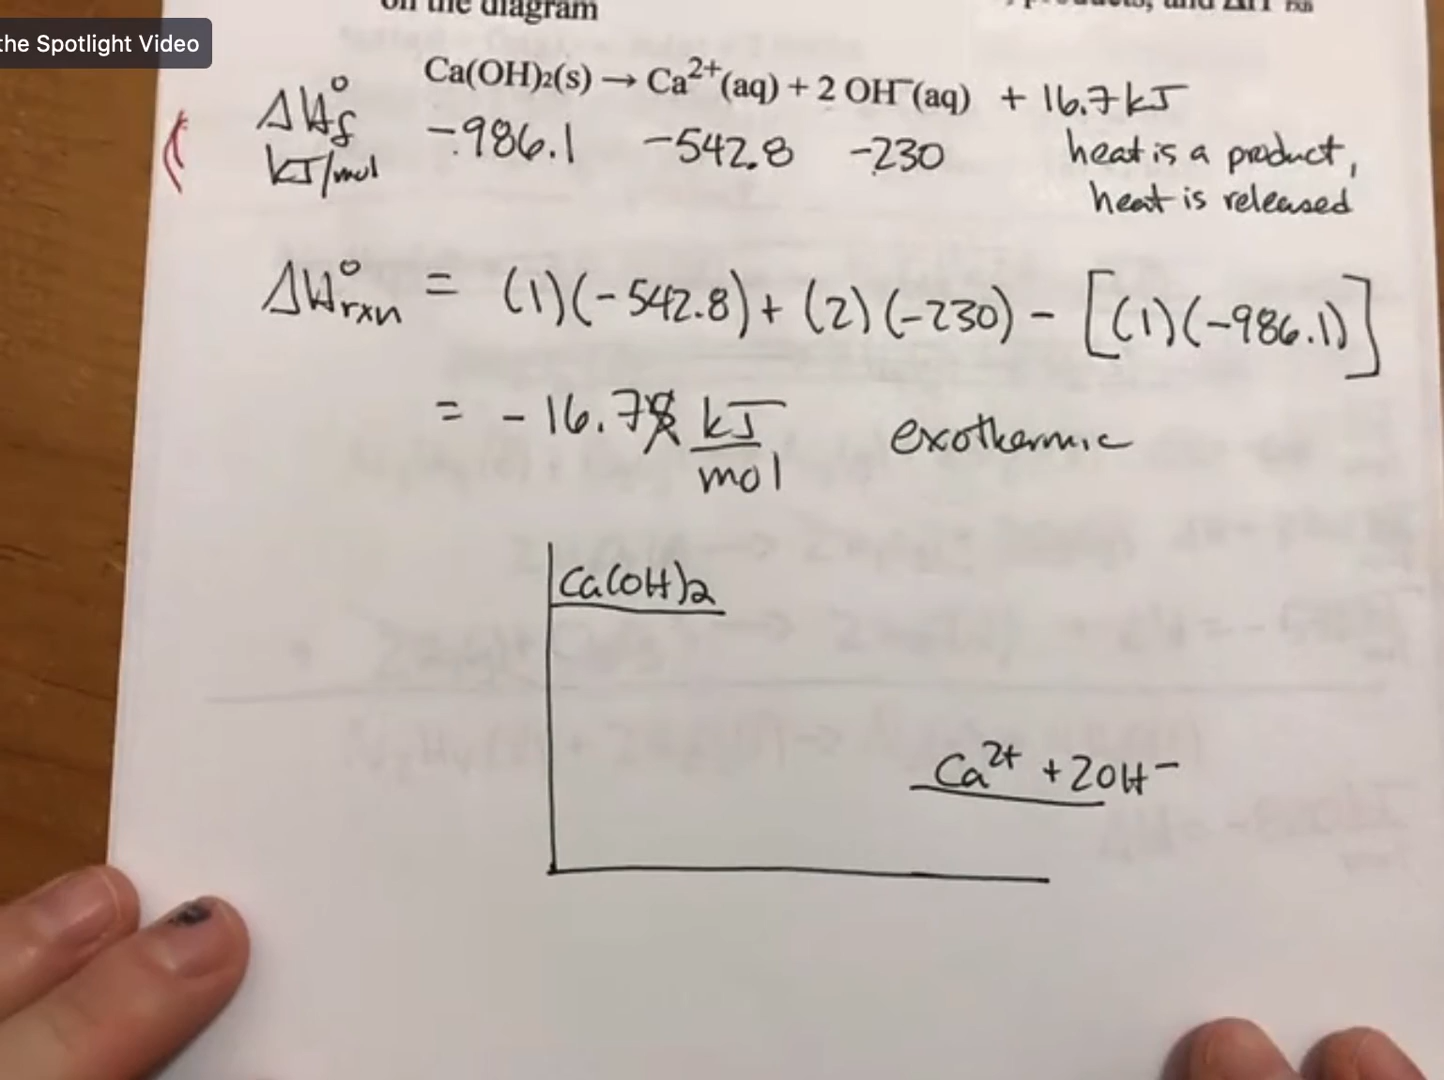 on the diagram
the Spotlight Video
Ca(OH)₂(s) → Ca²⁺(aq) + 2 OH⁻(aq) + 16.7 kJ
ΔH°f -986.1 -542.8 -230 heat is a product,
kJ/mol heat is released
ΔH°rxn = (1)(-542.8) + (2)(-230) - [(1)(-986.1)]
= -16.7 kJ/mol exothermic
Ca(OH)₂
Ca²⁺ + 2OH⁻